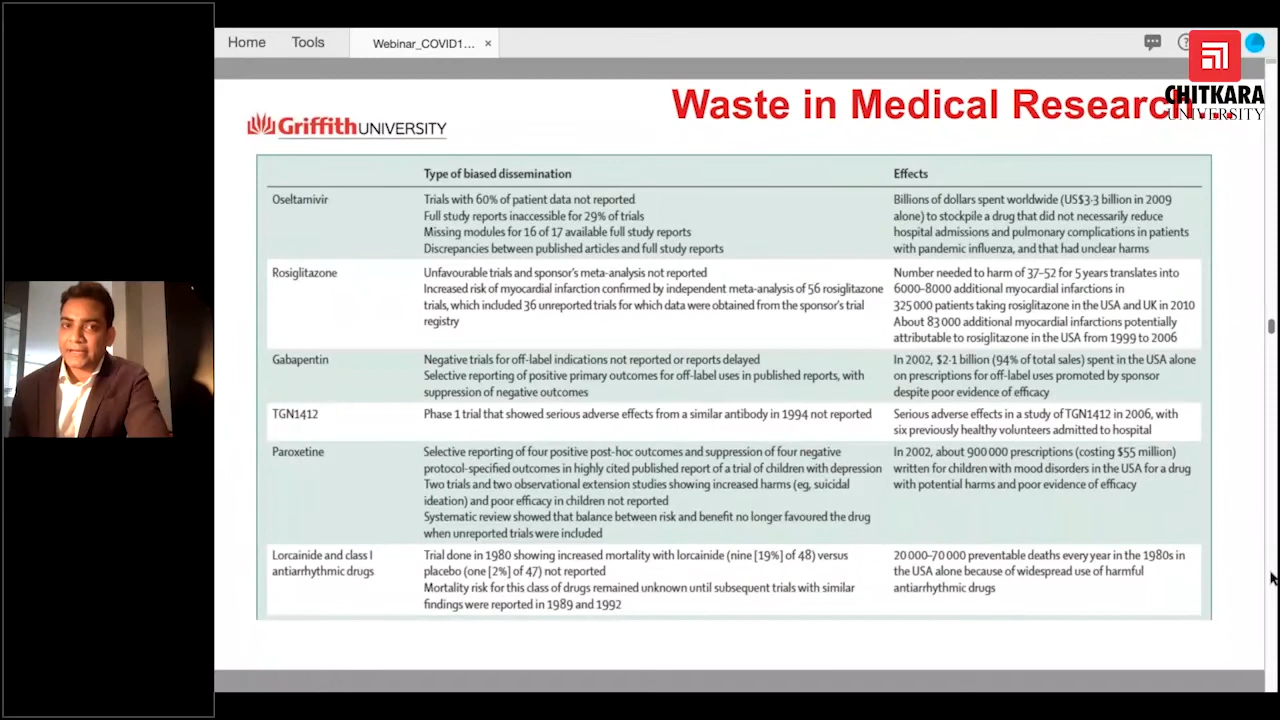 Home Tools Webinar_COVID1... ×
CHITKARA
UNIVERSITY
Waste in Medical Research
Griffith UNIVERSITY
Type of biased dissemination Effects
Oseltamivir
Trials with 60% of patient data not reported
Full study reports inaccessible for 29% of trials
Missing modules for 16 of 17 available full study reports
Discrepancies between published articles and full study reports
Billions of dollars spent worldwide (US$3·3 billion in 2009
alone) to stockpile a drug that did not necessarily reduce
hospital admissions and pulmonary complications in patients
with pandemic influenza, and that had unclear harms
Rosiglitazone
Unfavourable trials and sponsor's meta-analysis not reported
Increased risk of myocardial infarction confirmed by independent meta-analysis of 56 rosiglitazone
trials, which included 36 unreported trials for which data were obtained from the sponsor's trial
registry
Number needed to harm of 37–52 for 5 years translates into
6000–8000 additional myocardial infarctions in
325 000 patients taking rosiglitazone in the USA and UK in 2010
About 83 000 additional myocardial infarctions potentially
attributable to rosiglitazone in the USA from 1999 to 2006
Gabapentin
Negative trials for off-label indications not reported or reports delayed
Selective reporting of positive primary outcomes for off-label uses in published reports, with
suppression of negative outcomes
In 2002, $2·1 billion (94% of total sales) spent in the USA alone
on prescriptions for off-label uses promoted by sponsor
despite poor evidence of efficacy
TGN1412
Phase 1 trial that showed serious adverse effects from a similar antibody in 1994 not reported
Serious adverse effects in a study of TGN1412 in 2006, with
six previously healthy volunteers admitted to hospital
Paroxetine
Selective reporting of four positive post-hoc outcomes and suppression of four negative
protocol-specified outcomes in highly cited published report of a trial of children with depression
Two trials and two observational extension studies showing increased harms (eg, suicidal
ideation) and poor efficacy in children not reported
Systematic review showed that balance between risk and benefit no longer favoured the drug
when unreported trials were included
In 2002, about 900 000 prescriptions (costing $55 million)
written for children with mood disorders in the USA for a drug
with potential harms and poor evidence of efficacy
Lorcainide and class I
antiarrhythmic drugs
Trial done in 1980 showing increased mortality with lorcainide (nine [19%] of 48) versus
placebo (one [2%] of 47) not reported
Mortality risk for this class of drugs remained unknown until subsequent trials with similar
findings were reported in 1989 and 1992
20 000–70 000 preventable deaths every year in the 1980s in
the USA alone because of widespread use of harmful
antiarrhythmic drugs